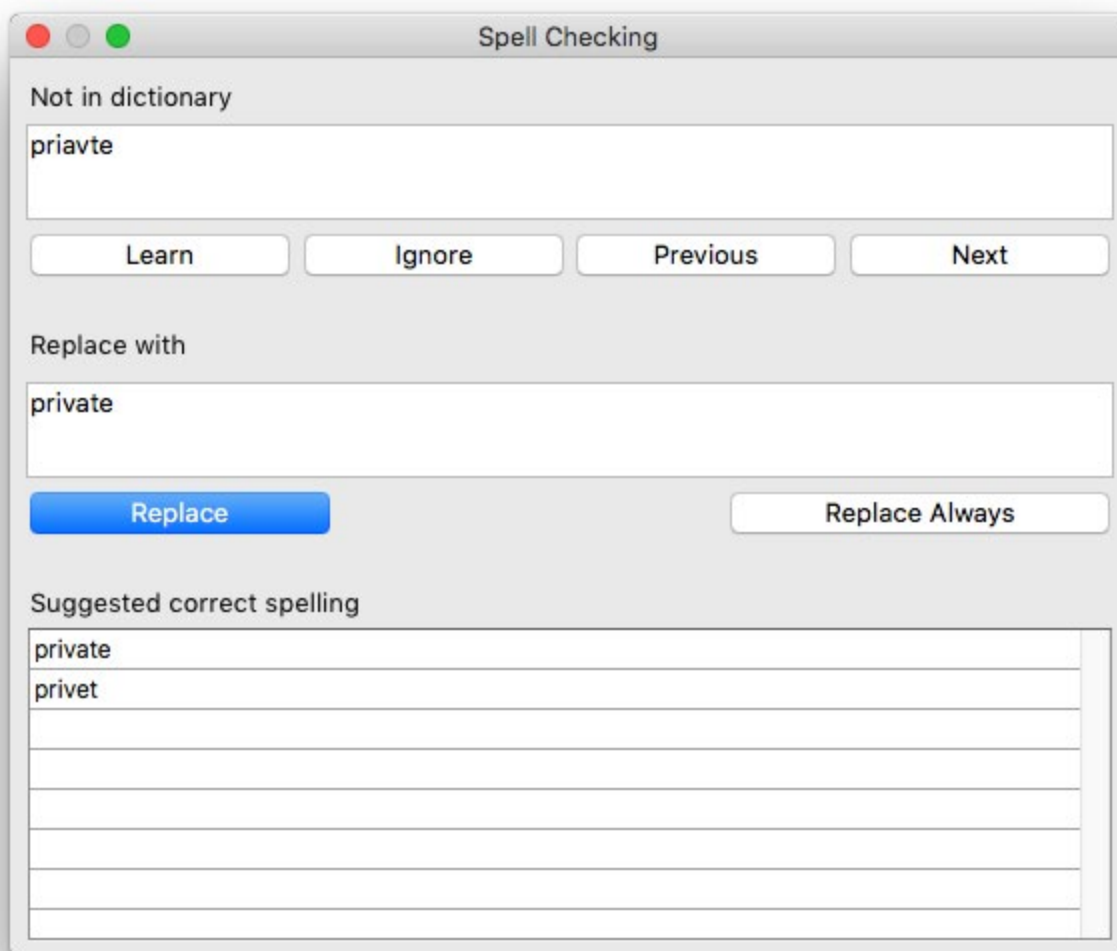 Spell Checking
Not in dictionary
priavte
Learn Ignore Previous Next
Replace with
private
Replace Replace Always
Suggested correct spelling
private
privet